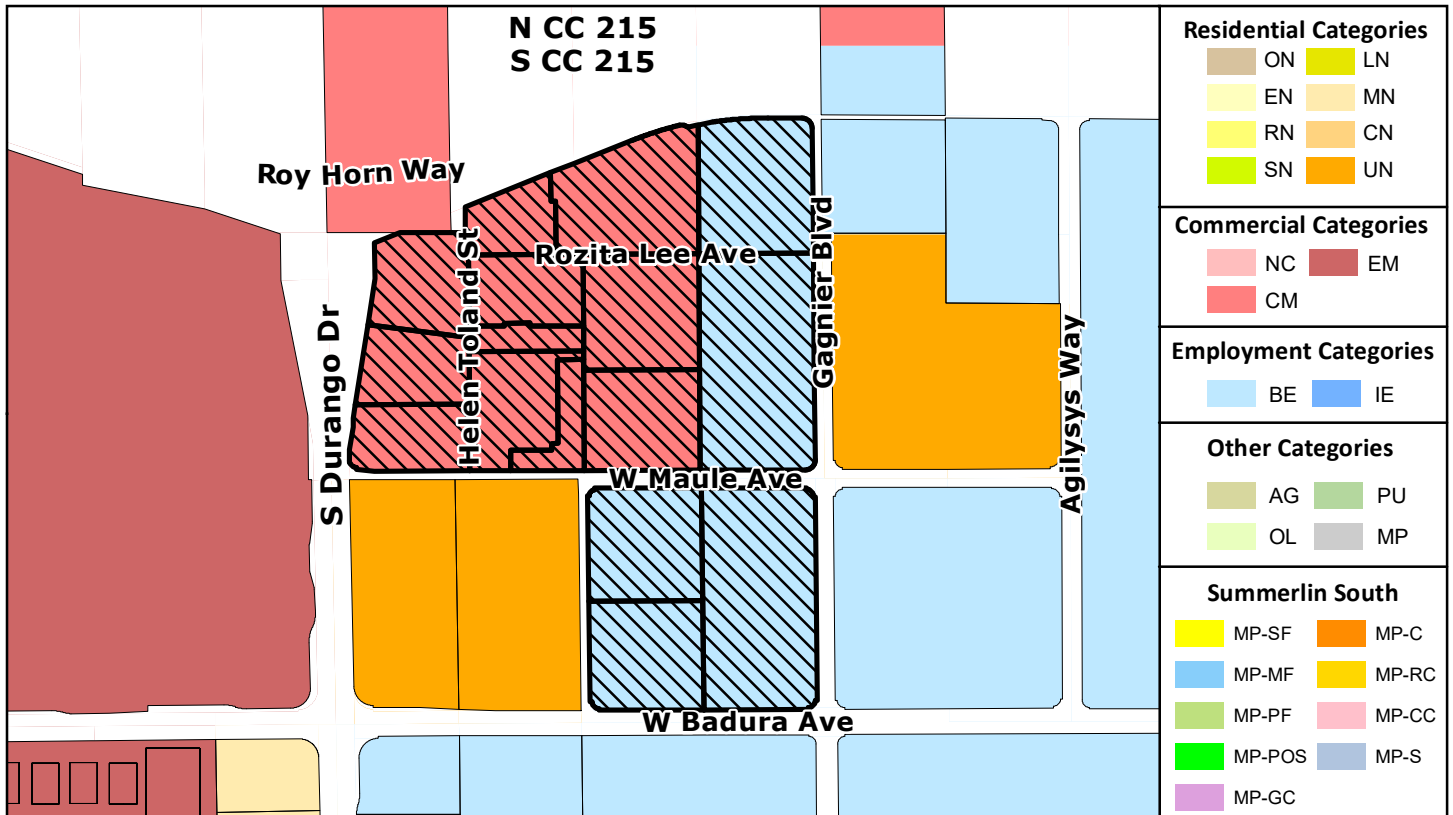 N CC 215
S CC 215
Roy Horn Way
Rozita Lee Ave
Helen Toland St
Gagnier Blvd
S Durango Dr
Agilysys Way
W Maule Ave
W Badura Ave
Residential Categories
ON LN
EN MN
RN CN
SN UN
Commercial Categories
NC EM
CM
Employment Categories
BE IE
Other Categories
AG PU
OL MP
Summerlin South
MP-SF MP-C
MP-MF MP-RC
MP-PF MP-CC
MP-POS MP-S
MP-GC